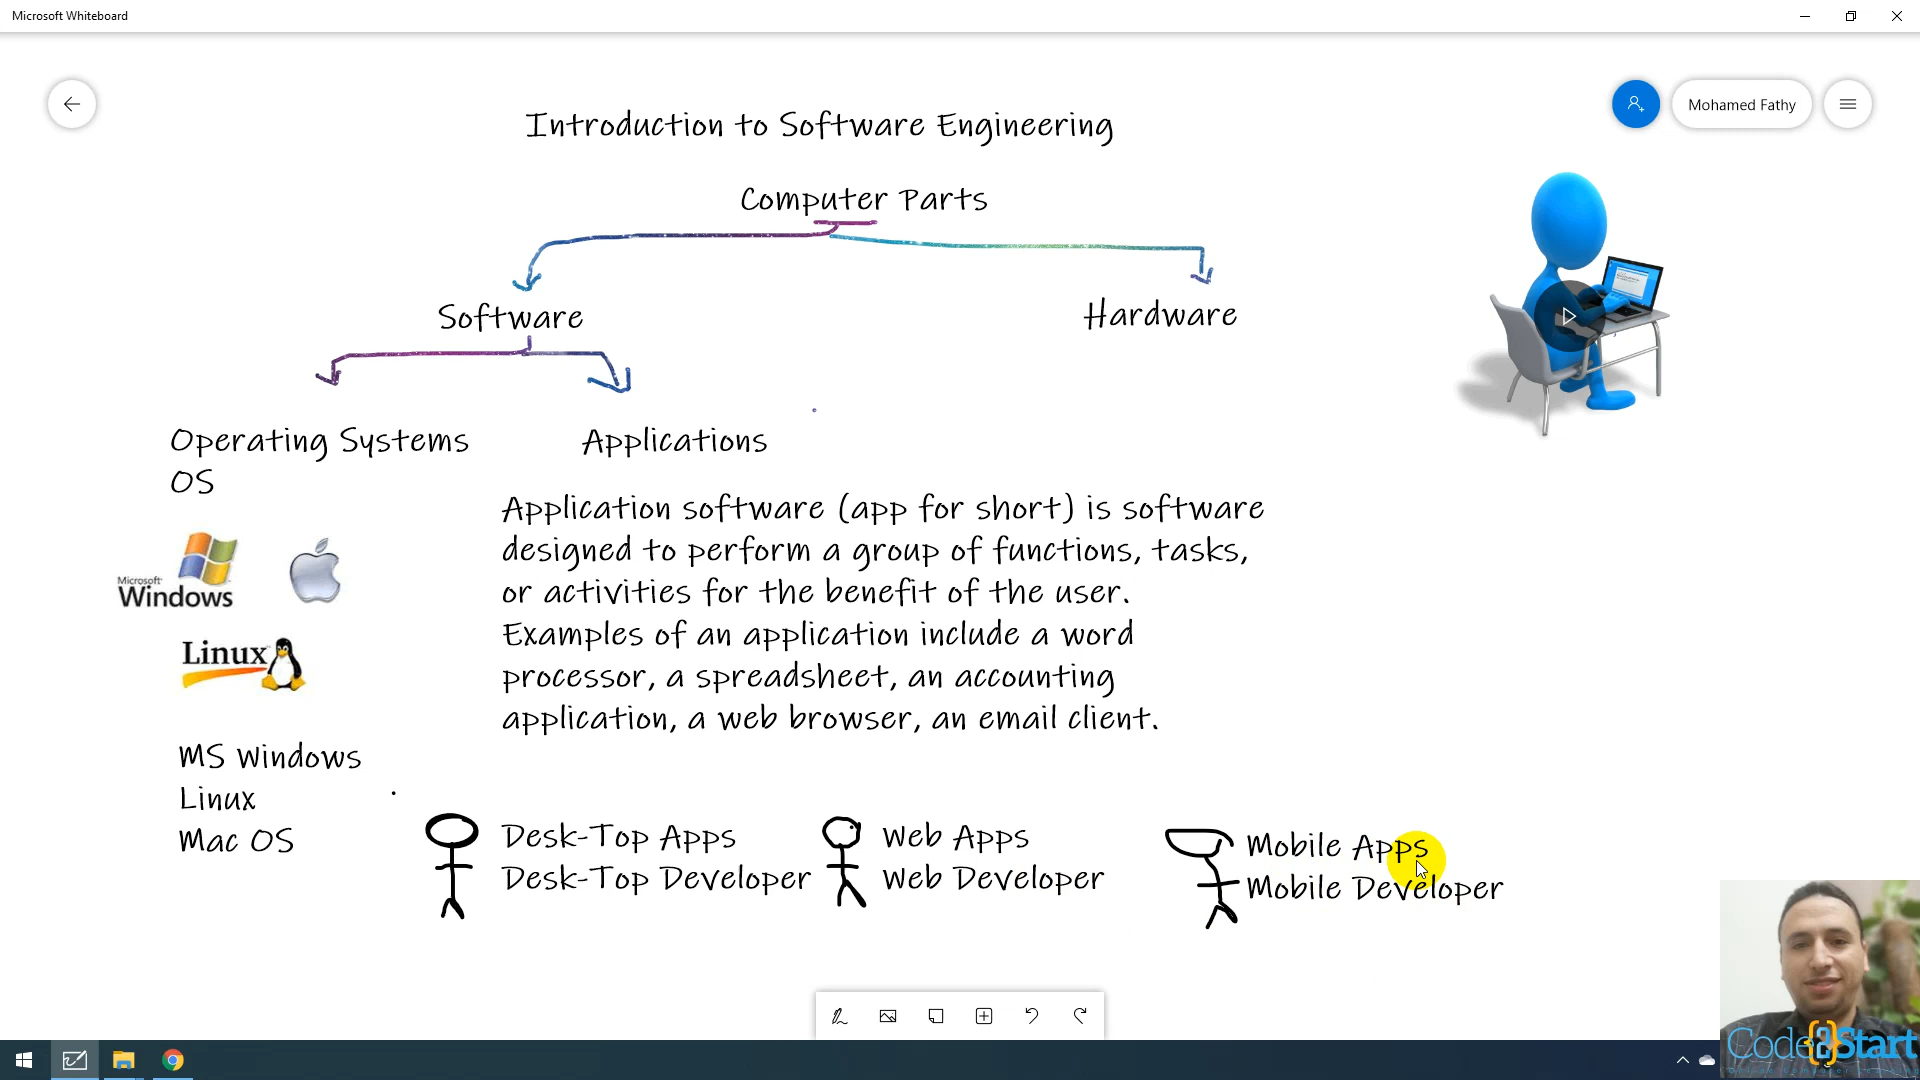 Microsoft Whiteboard
Mohamed Fathy
Introduction to Software Engineering
Computer Parts
Software
Hardware
Operating Systems
OS
Applications
Microsoft
Windows
Linux
MS Windows
Linux
Mac OS
Application software (app for short) is software
designed to perform a group of functions, tasks,
or activities for the benefit of the user.
Examples of an application include a word
processor, a spreadsheet, an accounting
application, a web browser, an email client.
Desk-Top Apps
Desk-Top Developer
Web Apps
Web Developer
Mobile Apps
Mobile Developer
Code{2}Start